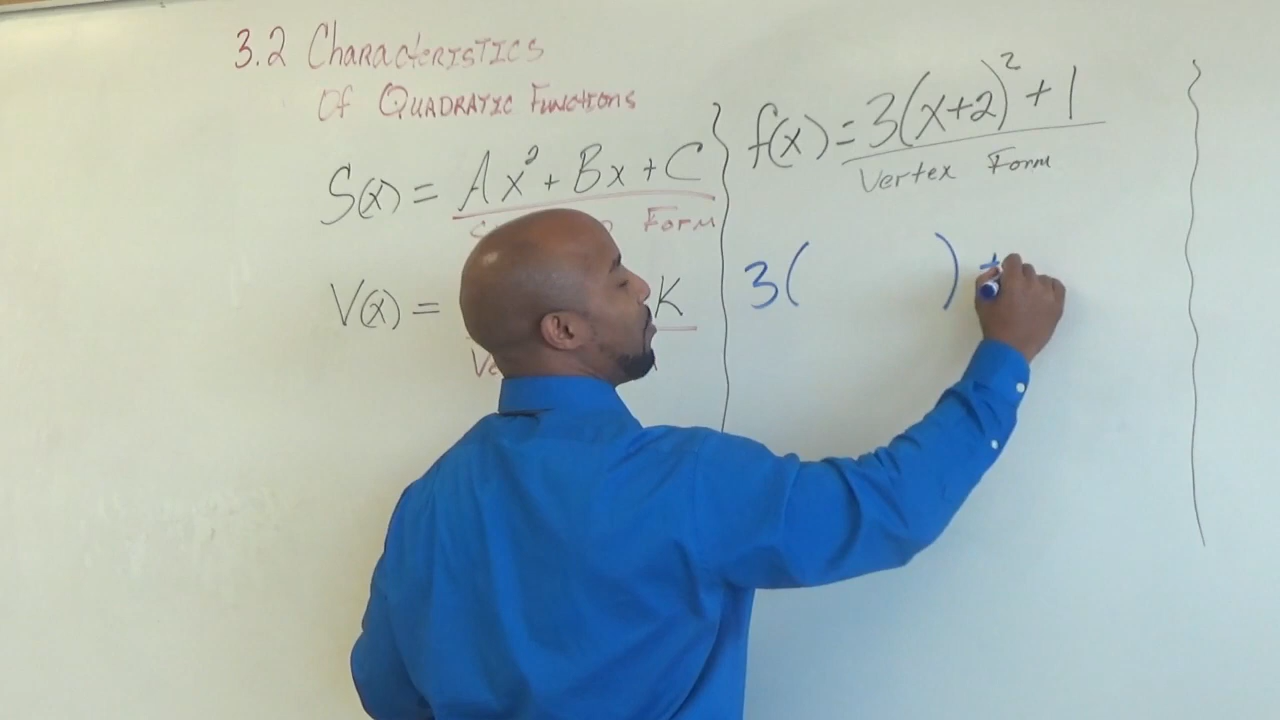 3.2 Characteristics
Of Quadratic Functions
S(x) = Ax² + Bx + C
Form
V(x) = K
f(x) = 3(x+2)² + 1
Vertex Form
3( ) +